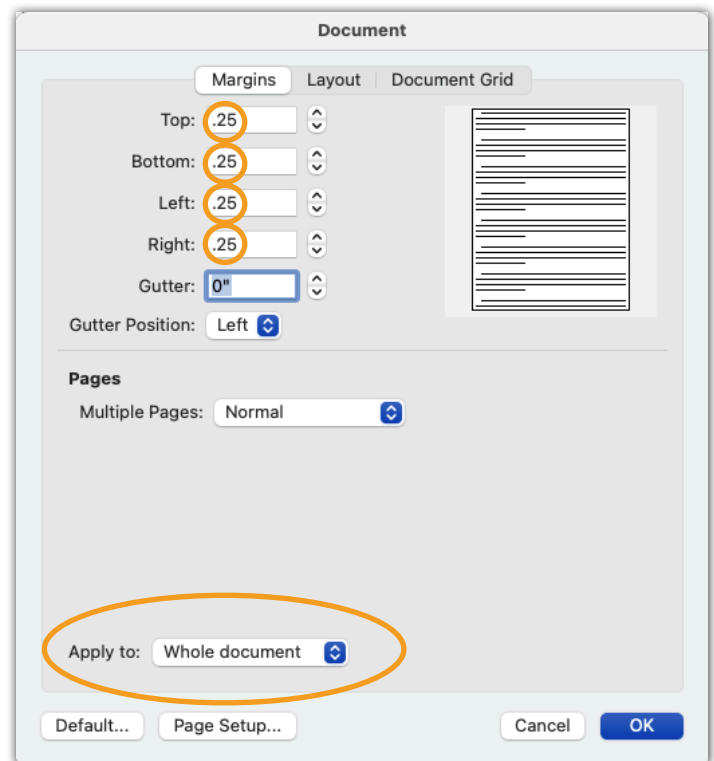 Document
Margins Layout Document Grid
Top: .25
Bottom: .25
Left: .25
Right: .25
Gutter: 0"
Gutter Position: Left
Pages
Multiple Pages: Normal
Apply to: Whole document
Default... Page Setup... Cancel OK